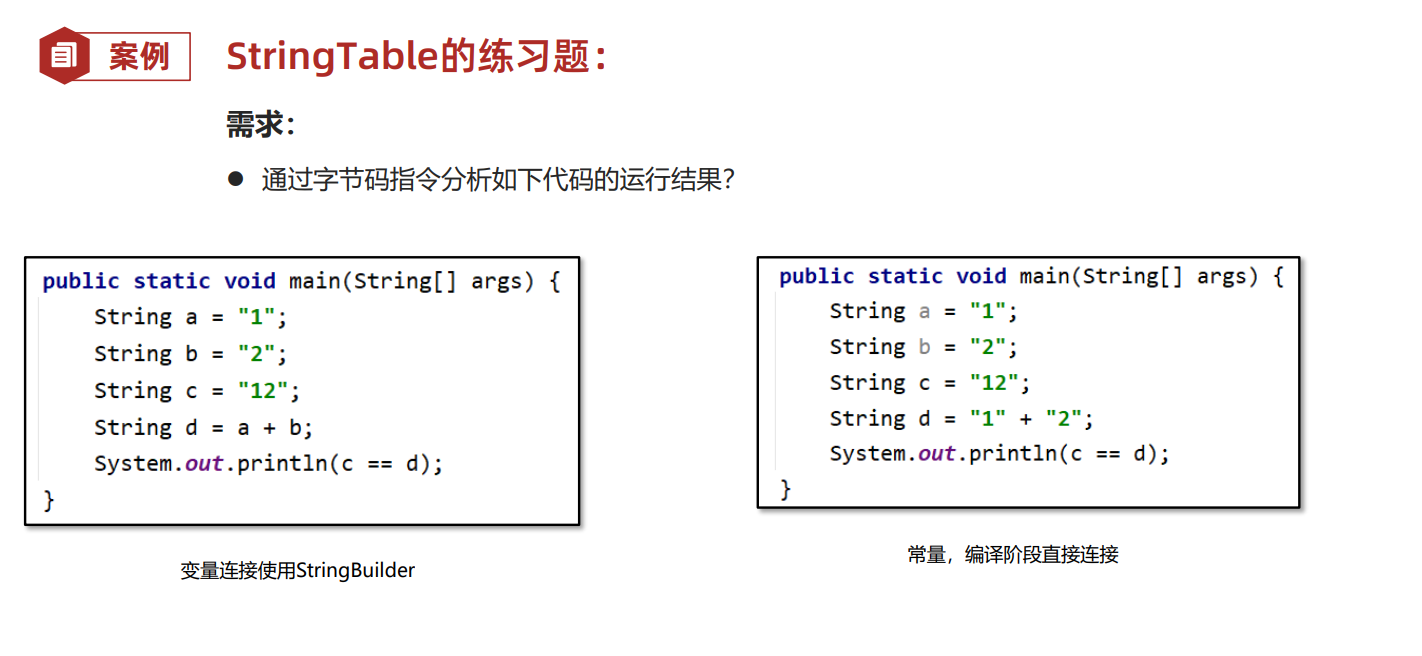 案例
StringTable的练习题：
需求：
● 通过字节码指令分析如下代码的运行结果？
public static void main(String[] args) {
String a = "1";
String b = "2";
String c = "12";
String d = a + b;
System.out.println(c == d);
}
变量连接使用StringBuilder
public static void main(String[] args) {
String a = "1";
String b = "2";
String c = "12";
String d = "1" + "2";
System.out.println(c == d);
}
常量，编译阶段直接连接